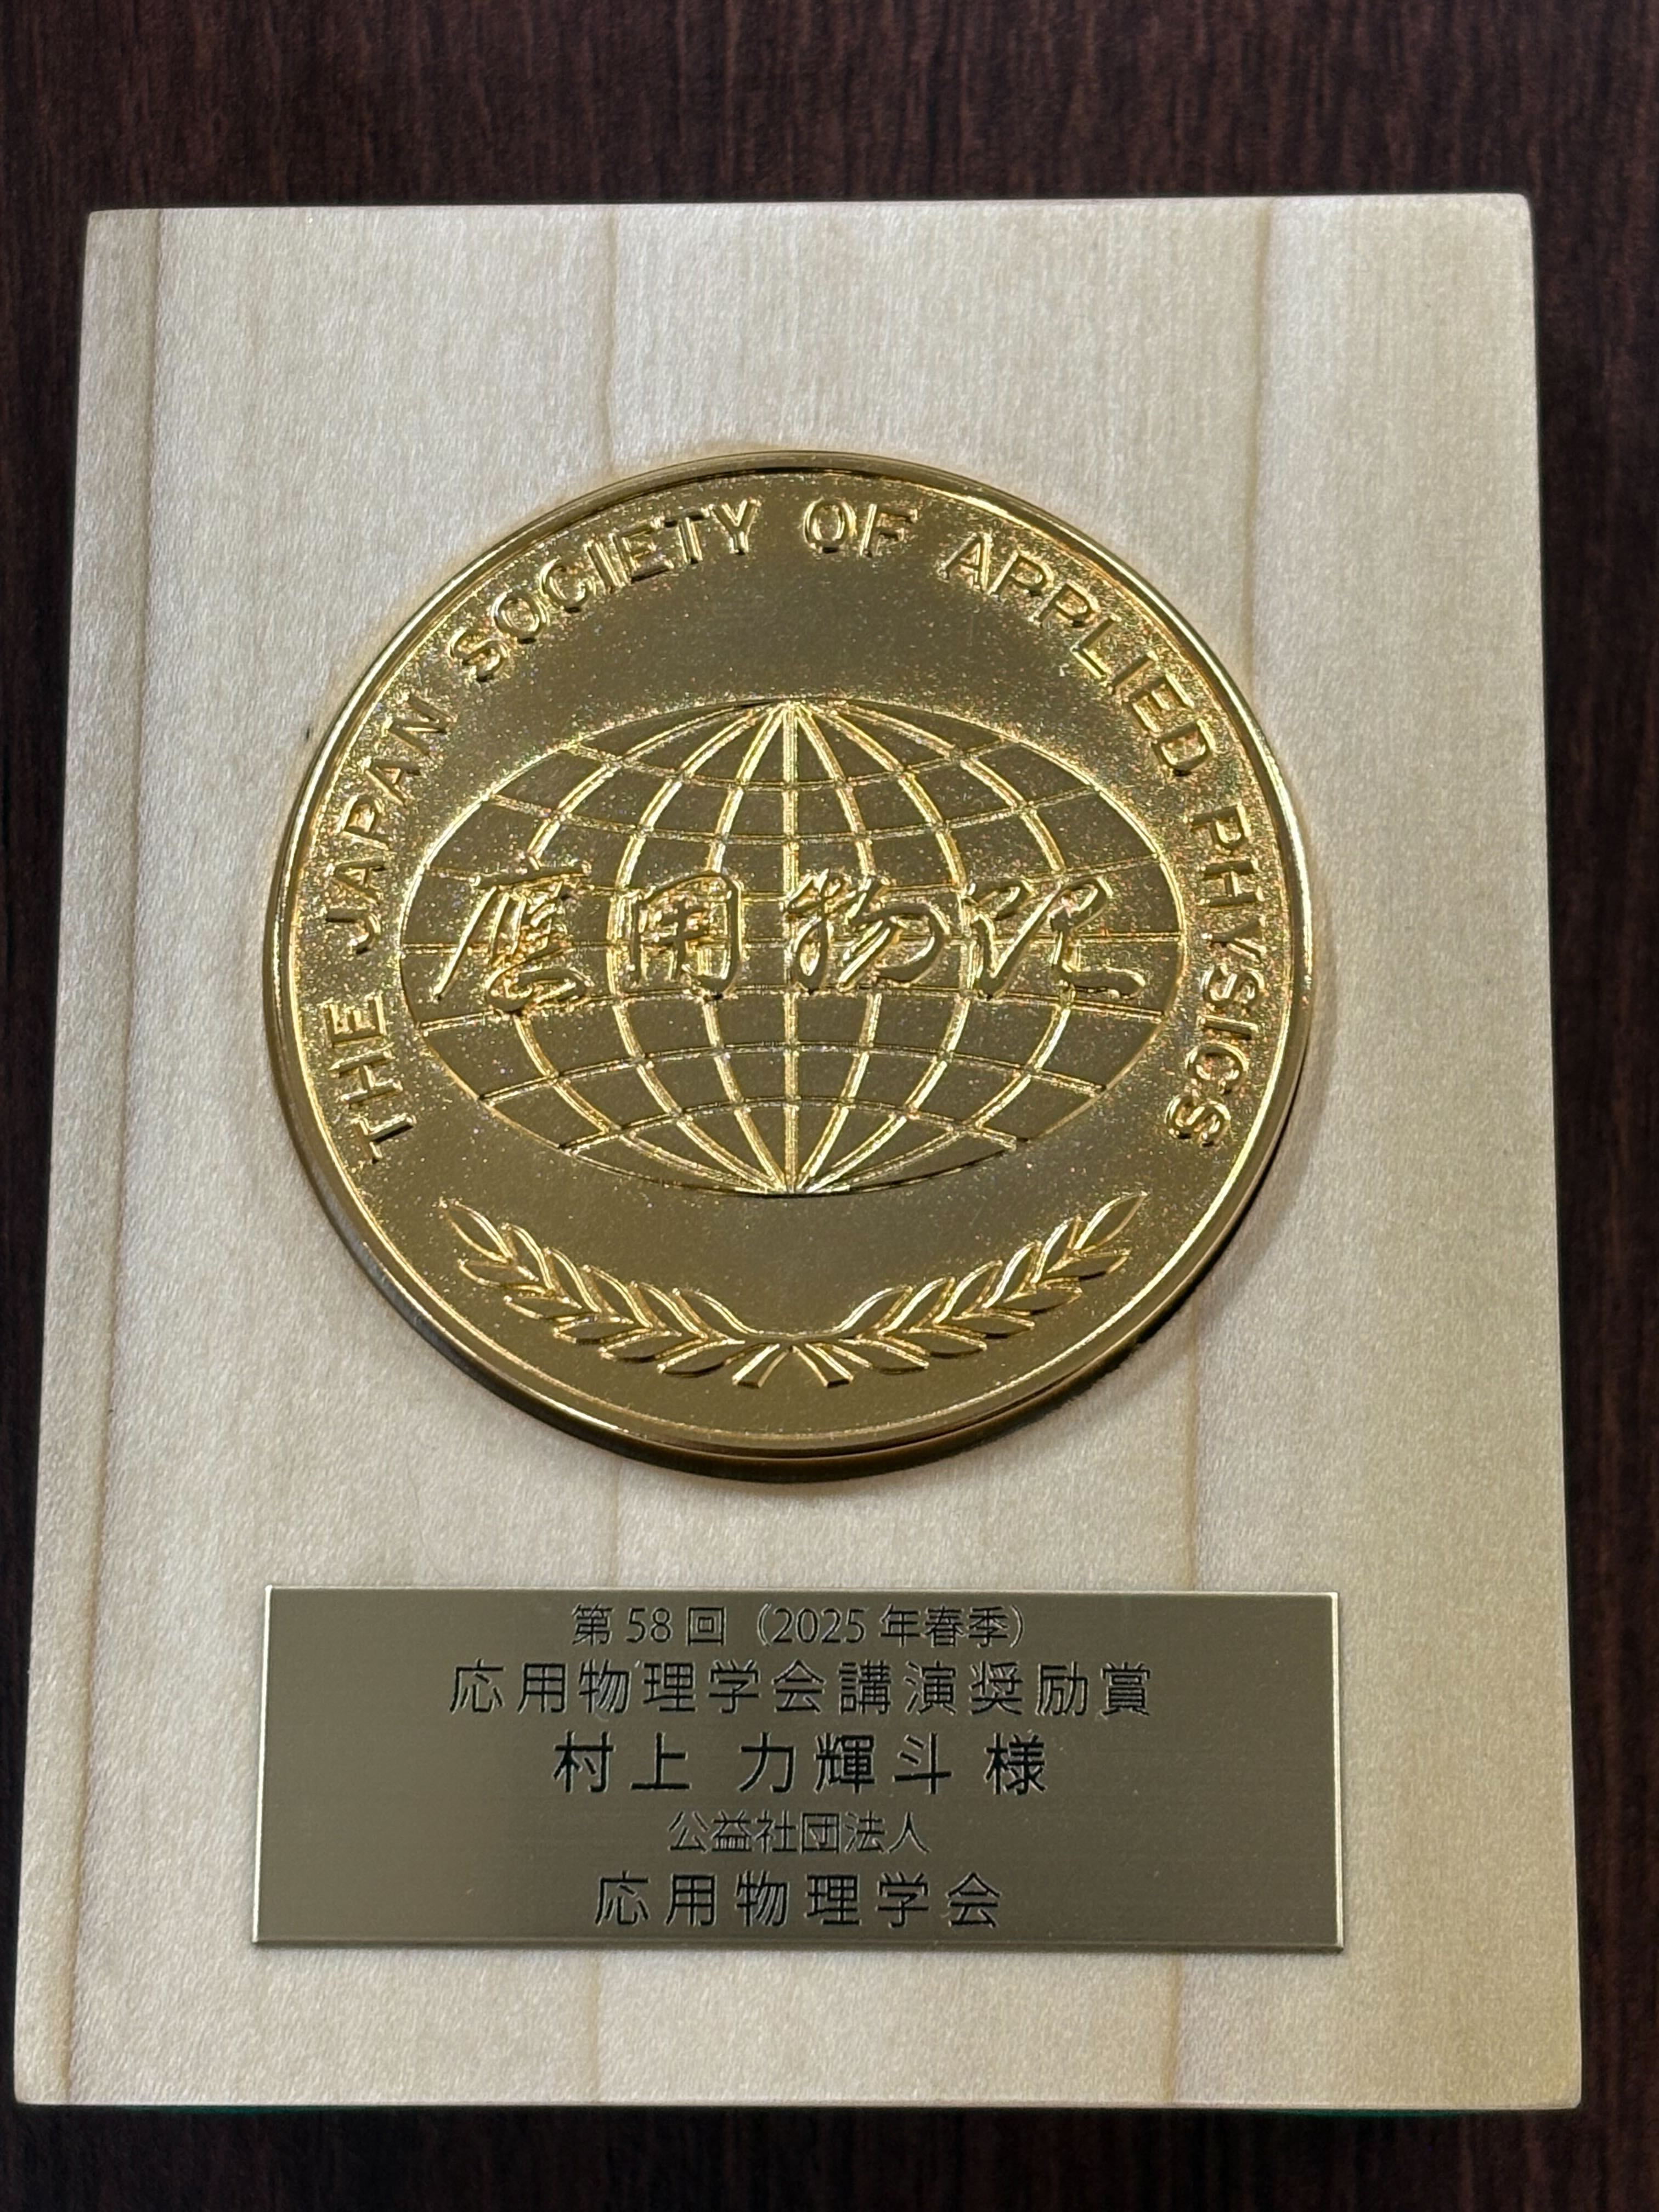 THE JAPAN SOCIETY OF APPLIED PHYSICS
應用物理
第58回（2025年春季）
応用物理学会講演奨励賞
村上 力輝斗 様
公益社団法人
応用物理学会